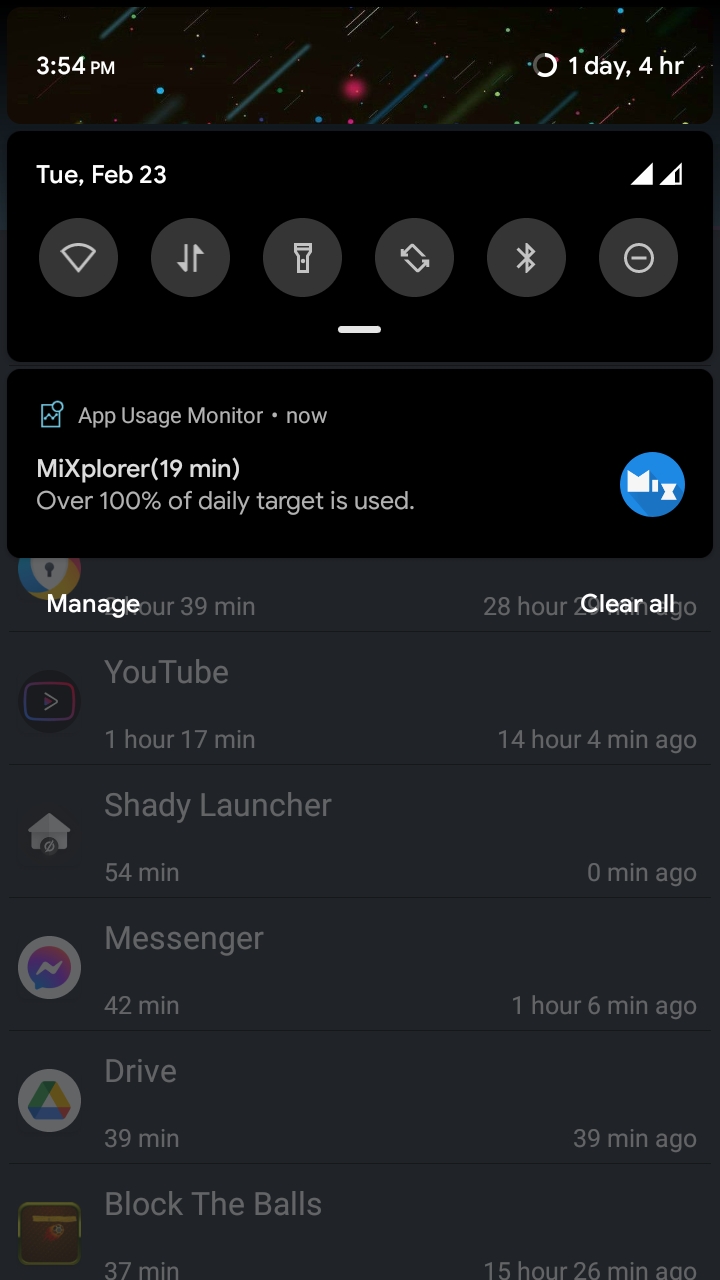 3:54 PM 1 day, 4 hr
Tue, Feb 23
App Usage Monitor • now
MiXplorer(19 min)
Over 100% of daily target is used.
Manage Clear all
hour 39 min 28 hour 29 min ago
YouTube
1 hour 17 min 14 hour 4 min ago
Shady Launcher
54 min 0 min ago
Messenger
42 min 1 hour 6 min ago
Drive
39 min 39 min ago
Block The Balls
37 min 15 hour 26 min ago